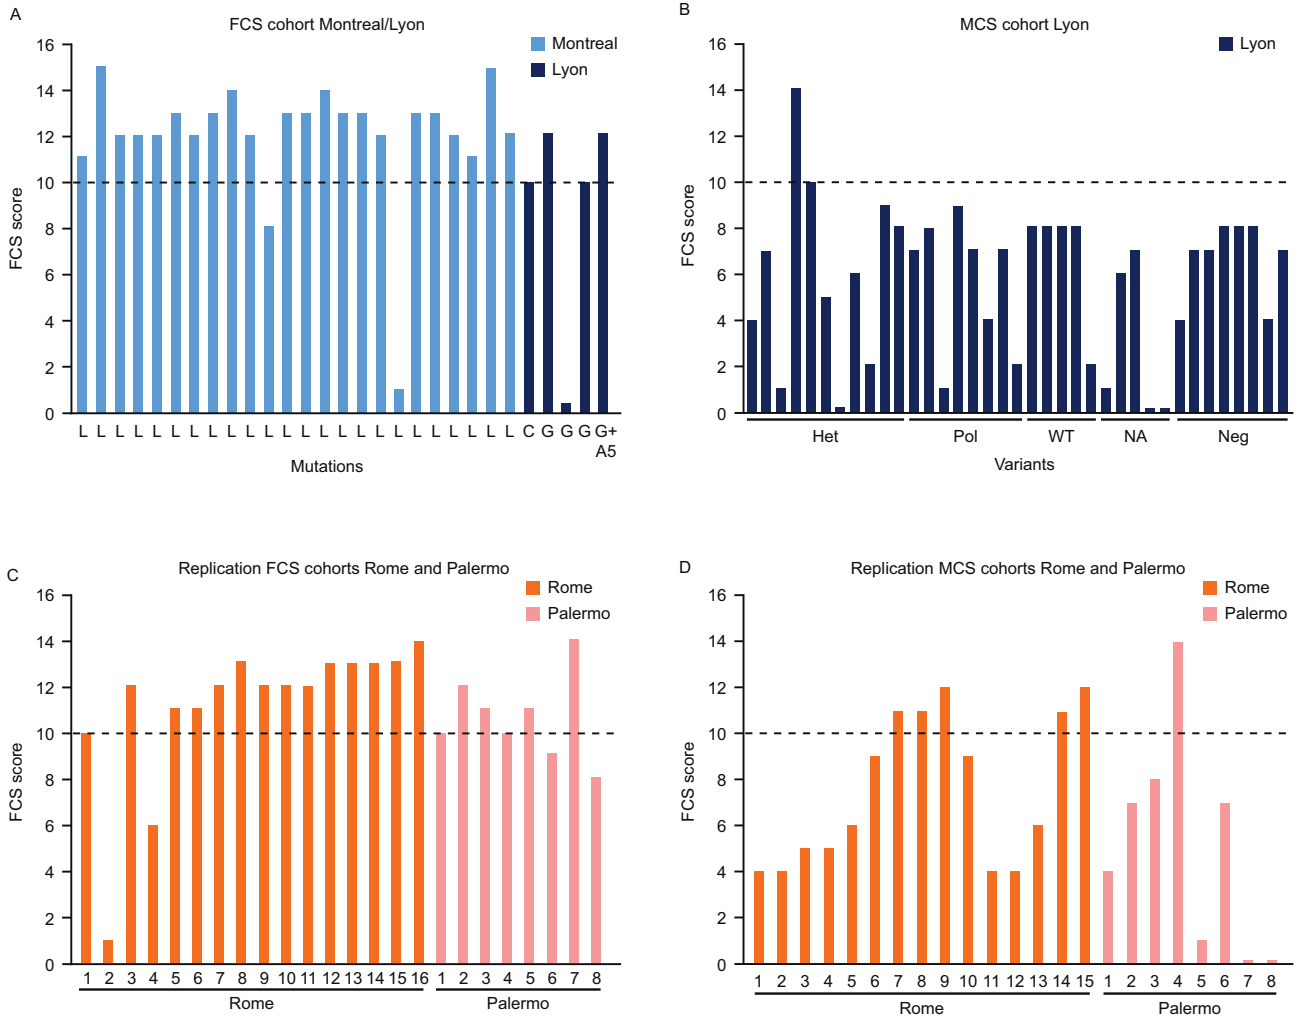 A
FCS cohort Montreal/Lyon
Montreal
Lyon
FCS score
16
14
12
10
8
6
4
2
0
L L L L L L L L L L L L L L L L L L L L L L L L C G G G G+
A5
Mutations
B
MCS cohort Lyon
Lyon
FCS score
16
14
12
10
8
6
4
2
0
Het Pol WT NA Neg
Variants
C
Replication FCS cohorts Rome and Palermo
Rome
Palermo
FCS score
16
14
12
10
8
6
4
2
0
1 2 3 4 5 6 7 8 9 10 11 12 13 14 15 16 1 2 3 4 5 6 7 8
Rome Palermo
D
Replication MCS cohorts Rome and Palermo
Rome
Palermo
FCS score
16
14
12
10
8
6
4
2
0
1 2 3 4 5 6 7 8 9 10 11 12 13 14 15 1 2 3 4 5 6 7 8
Rome Palermo